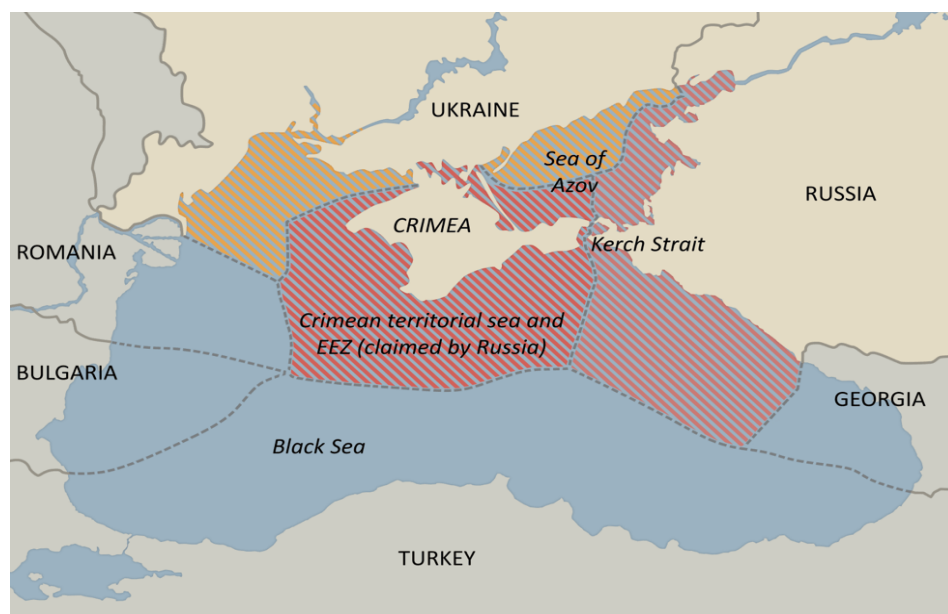 UKRAINE
Sea of
Azov
RUSSIA
CRIMEA
Kerch Strait
ROMANIA
Crimean territorial sea and
EEZ (claimed by Russia)
BULGARIA
GEORGIA
Black Sea
TURKEY